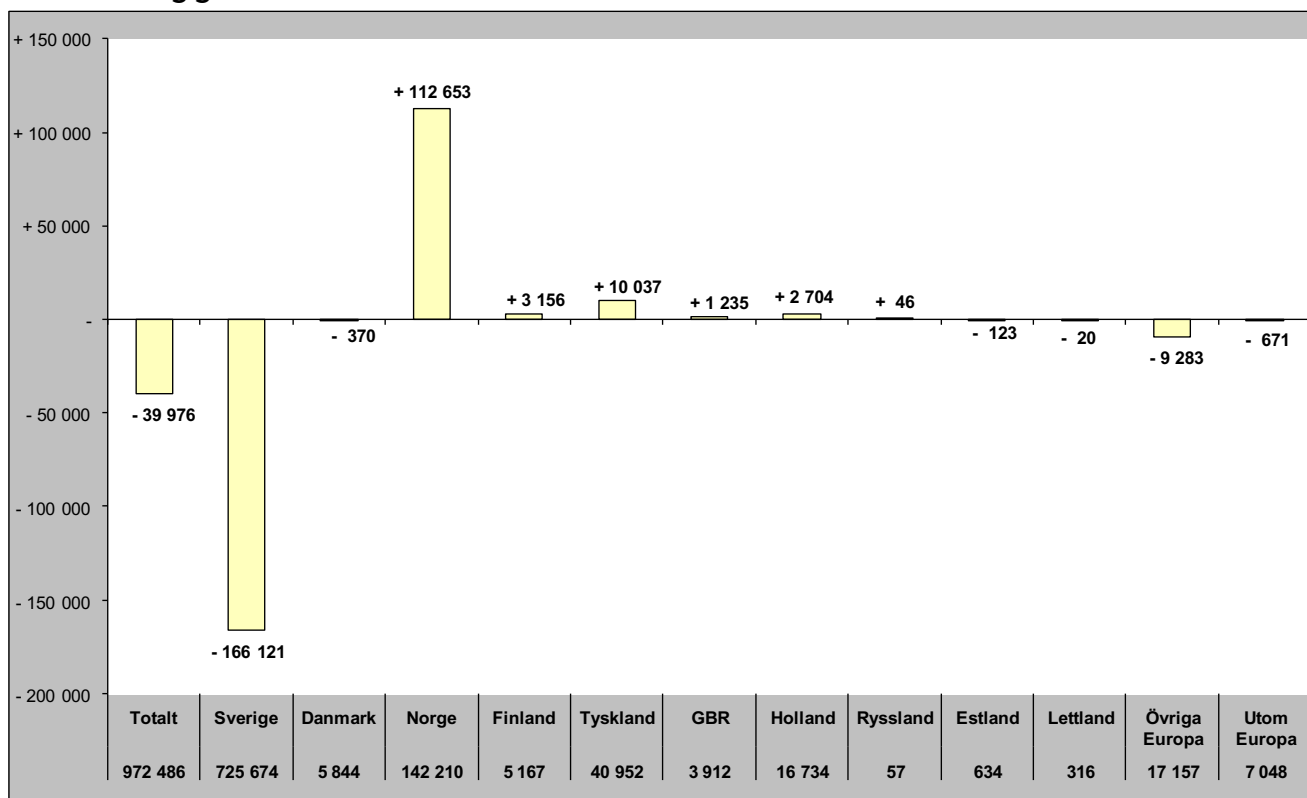 + 150 000
+ 100 000
+ 50 000
-
- 50 000
- 100 000
- 150 000
- 200 000
- 39 976
- 166 121
- 370
+ 112 653
+ 3 156
+ 10 037
+ 1 235
+ 2 704
+ 46
- 123
- 20
- 9 283
- 671
Totalt Sverige Danmark Norge Finland Tyskland GBR Holland Ryssland Estland Lettland Övriga Europa Utom Europa
972 486 725 674 5 844 142 210 5 167 40 952 3 912 16 734 57 634 316 17 157 7 048